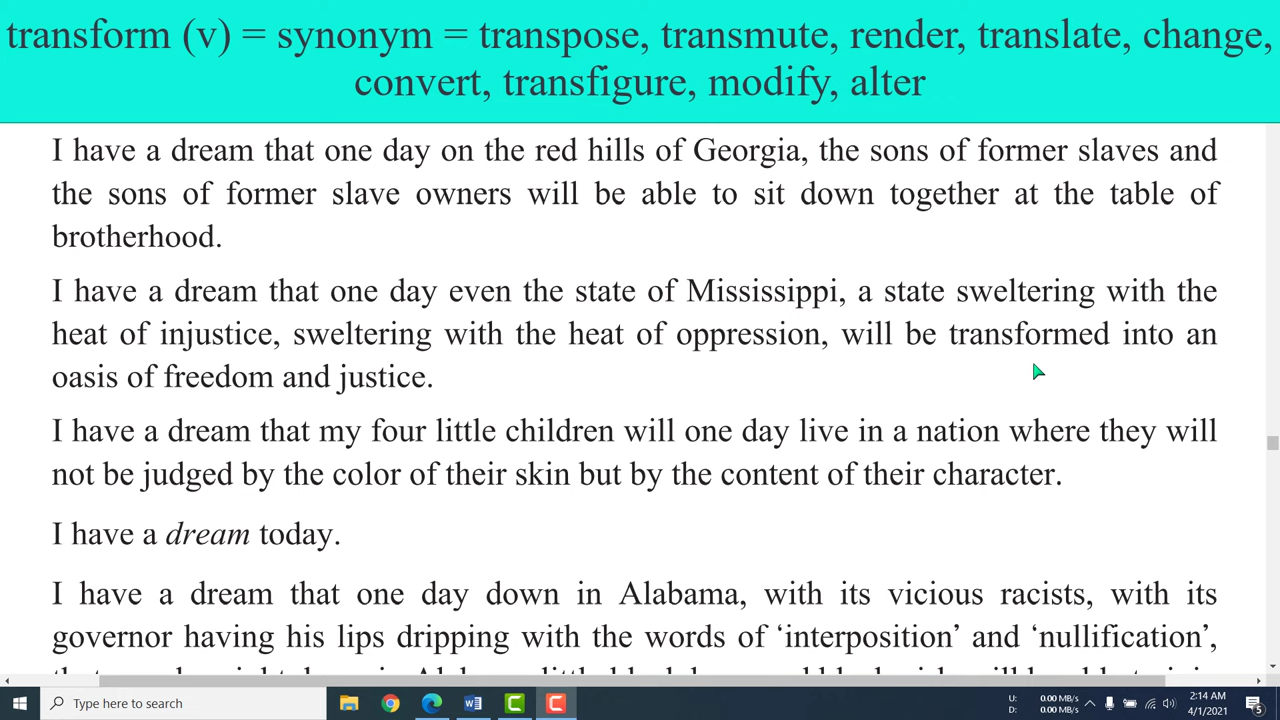 transform (v) = synonym = transpose, transmute, render, translate, change,
convert, transfigure, modify, alter
I have a dream that one day on the red hills of Georgia, the sons of former slaves and
the sons of former slave owners will be able to sit down together at the table of
brotherhood.
I have a dream that one day even the state of Mississippi, a state sweltering with the
heat of injustice, sweltering with the heat of oppression, will be transformed into an
oasis of freedom and justice.
I have a dream that my four little children will one day live in a nation where they will
not be judged by the color of their skin but by the content of their character.
I have a dream today.
I have a dream that one day down in Alabama, with its vicious racists, with its
governor having his lips dripping with the words of ‘interposition’ and ‘nullification’,
Type here to search
U: 0.00 MB/s
D: 0.00 MB/s
2:14 AM
4/1/2021
5